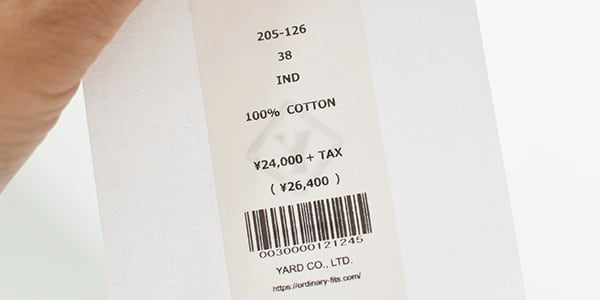 205-126
38
IND
100% COTTON
¥24,000 + TAX
( ¥26,400 )
0030000121245
YARD CO., LTD.
https://ordinary-fits.com/